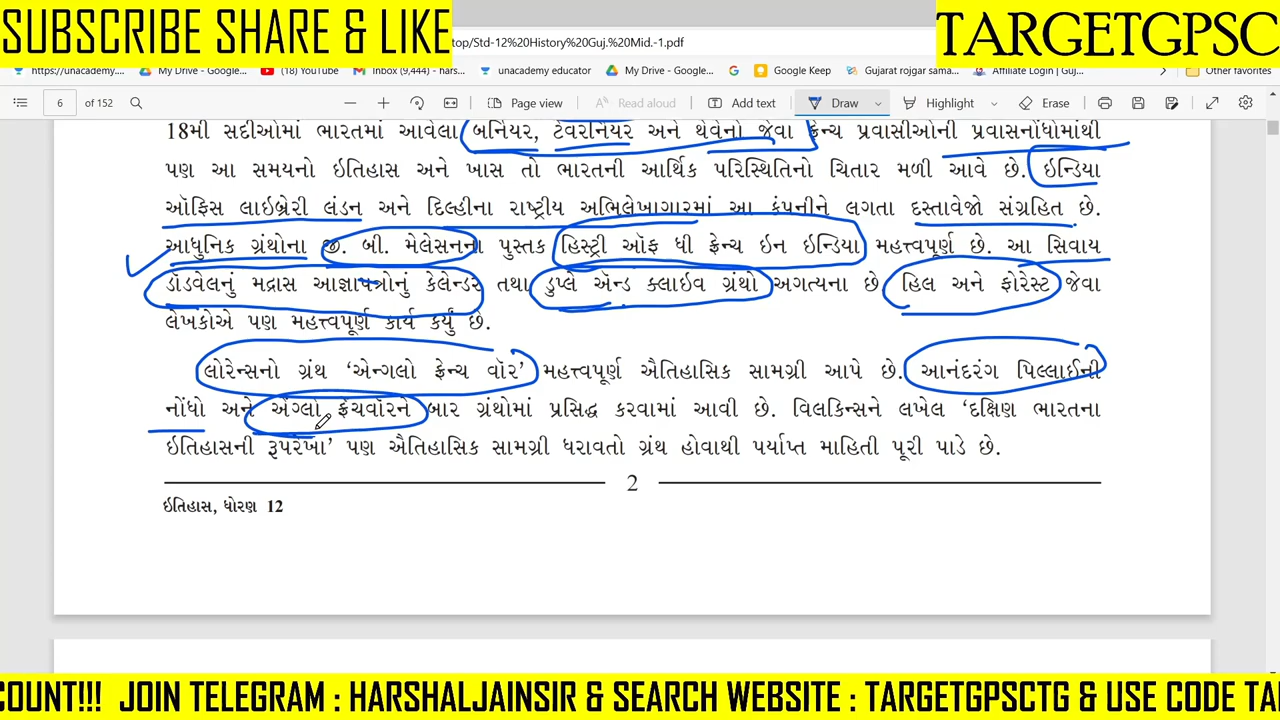 SUBSCRIBE SHARE & LIKE
TARGETGPSC
top/Std-12%20History%20Guj.%20Mid.-1.pdf
https://unacademy...
My Drive - Google...
(18) YouTube
Inbox (9,444) - hars...
unacademy educator
My Drive - Google...
Google Keep
Gujarat rojgar sama...
Affiliate Login | Guj...
Other favorites
6 of 152
Page view
Read aloud
Add text
Draw
Highlight
Erase
18મી સદીઓમાં ભારતમાં આવેલા બર્નિયર, ટેવરનિયર અને થેવેનો જેવા ફ્રેન્ચ પ્રવાસીઓની પ્રવાસનોંધોમાંથી
પણ આ સમયનો ઇતિહાસ અને ખાસ તો ભારતની આર્થિક પરિસ્થિતિનો ચિતાર મળી આવે છે. ઇન્ડિયા
ઑફિસ લાઇબ્રેરી લંડન અને દિલ્હીના રાષ્ટ્રીય અભિલેખાગારમાં આ કંપનીને લગતા દસ્તાવેજો સંગ્રહિત છે.
આધુનિક ગ્રંથોના જી. બી. મેલેસનના પુસ્તક હિસ્ટ્રી ઑફ ધી ફ્રેન્ચ ઇન ઇન્ડિયા મહત્ત્વપૂર્ણ છે. આ સિવાય
ડૉડવેલનું મદ્રાસ આજ્ઞાપત્રોનું કેલેન્ડર તથા ડુપ્લે ઍન્ડ ક્લાઇવ ગ્રંથો અગત્યના છે. હિલ અને ફોરેસ્ટ જેવા
લેખકોએ પણ મહત્ત્વપૂર્ણ કાર્ય કર્યું છે.
લોરેન્સનો ગ્રંથ ‘એન્ગલો ફ્રેન્ચ વૉર’ મહત્ત્વપૂર્ણ ઐતિહાસિક સામગ્રી આપે છે. આનંદરંગ પિલ્લાઈની
નોંધો અને ઍંગ્લો ફ્રેંચવૉરને બાર ગ્રંથોમાં પ્રસિદ્ધ કરવામાં આવી છે. વિલકિન્સને લખેલ ‘દક્ષિણ ભારતના
ઇતિહાસની રૂપરેખા’ પણ ઐતિહાસિક સામગ્રી ધરાવતો ગ્રંથ હોવાથી પર્યાપ્ત માહિતી પૂરી પાડે છે.
2
ઇતિહાસ, ધોરણ 12
COUNT!!! JOIN TELEGRAM : HARSHALJAINSIR & SEARCH WEBSITE : TARGETGPSCTG & USE CODE TA